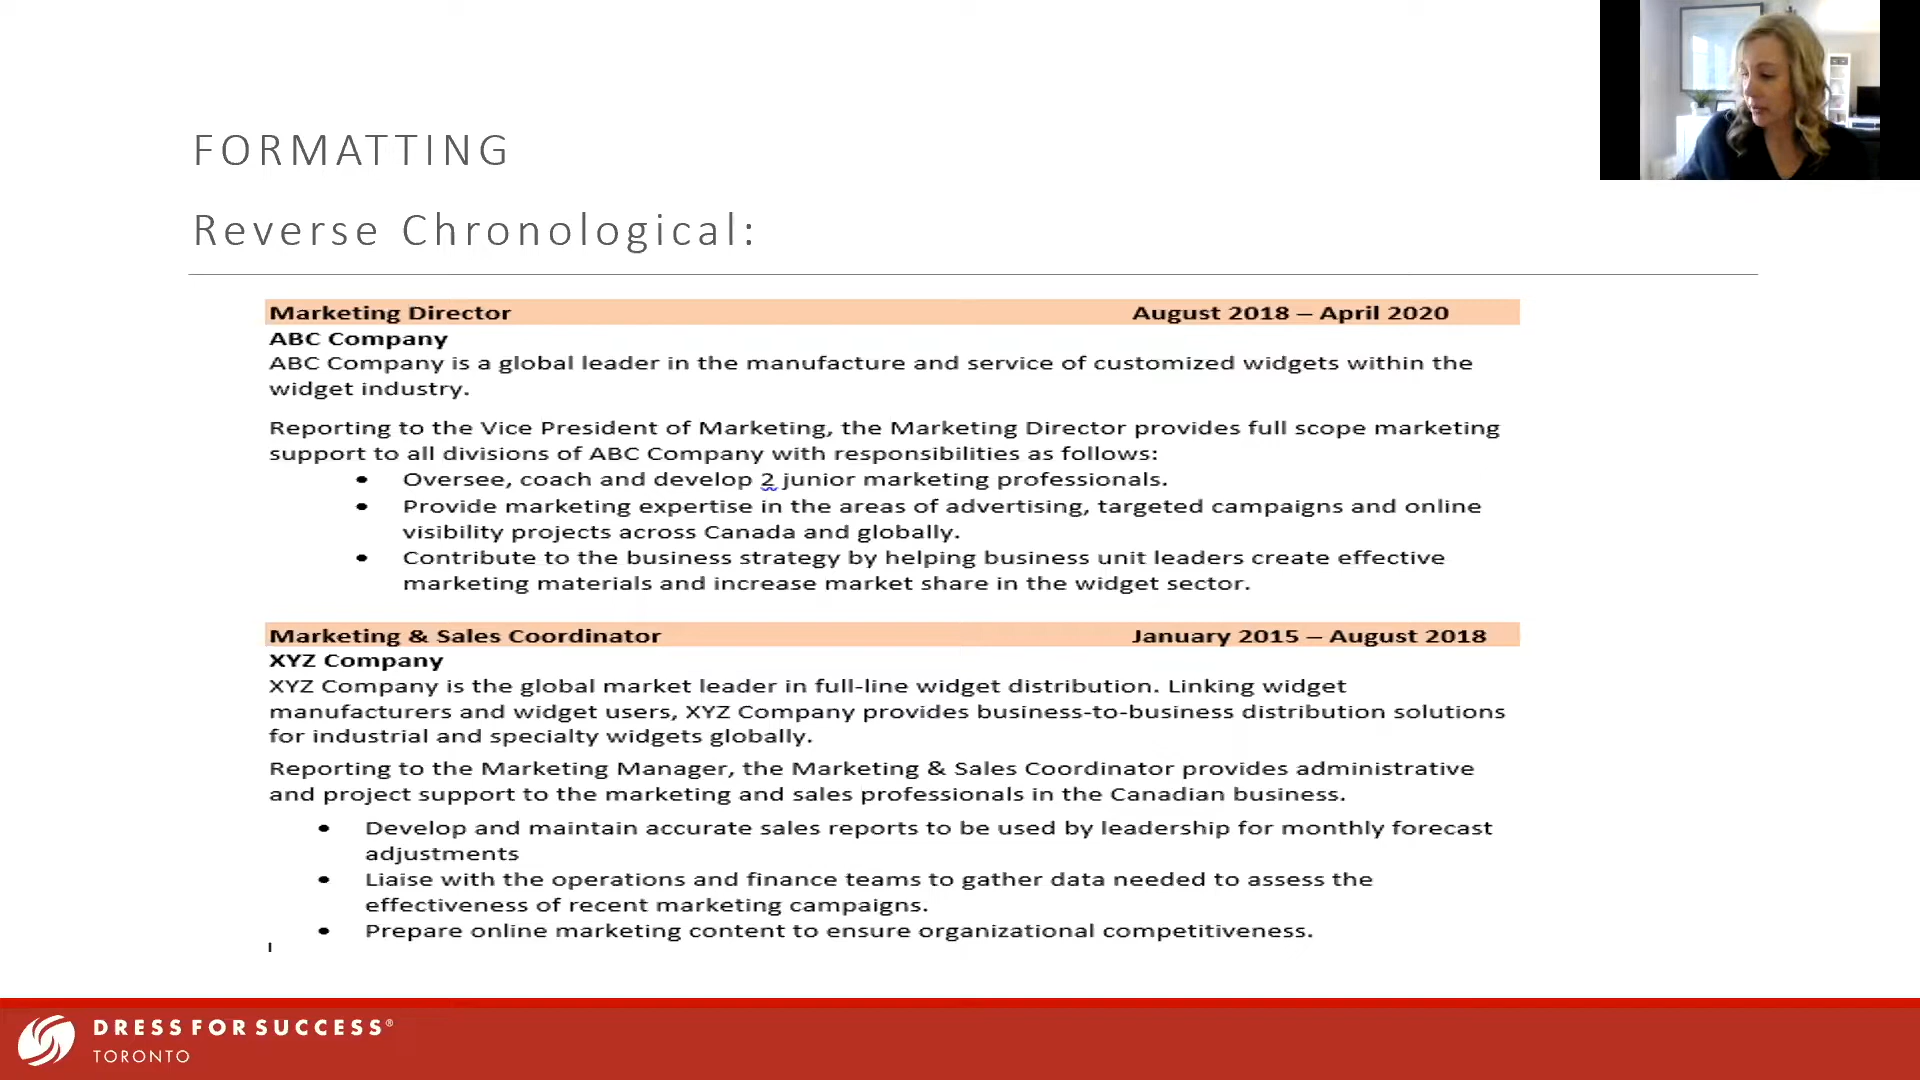 FORMATTING
Reverse Chronological:
Marketing Director August 2018 – April 2020
ABC Company
ABC Company is a global leader in the manufacture and service of customized widgets within the
widget industry.
Reporting to the Vice President of Marketing, the Marketing Director provides full scope marketing
support to all divisions of ABC Company with responsibilities as follows:
• Oversee, coach and develop 2 junior marketing professionals.
• Provide marketing expertise in the areas of advertising, targeted campaigns and online
visibility projects across Canada and globally.
• Contribute to the business strategy by helping business unit leaders create effective
marketing materials and increase market share in the widget sector.
Marketing & Sales Coordinator January 2015 – August 2018
XYZ Company
XYZ Company is the global market leader in full-line widget distribution. Linking widget
manufacturers and widget users, XYZ Company provides business-to-business distribution solutions
for industrial and specialty widgets globally.
Reporting to the Marketing Manager, the Marketing & Sales Coordinator provides administrative
and project support to the marketing and sales professionals in the Canadian business.
• Develop and maintain accurate sales reports to be used by leadership for monthly forecast
adjustments
• Liaise with the operations and finance teams to gather data needed to assess the
effectiveness of recent marketing campaigns.
• Prepare online marketing content to ensure organizational competitiveness.
DRESS FOR SUCCESS®
TORONTO